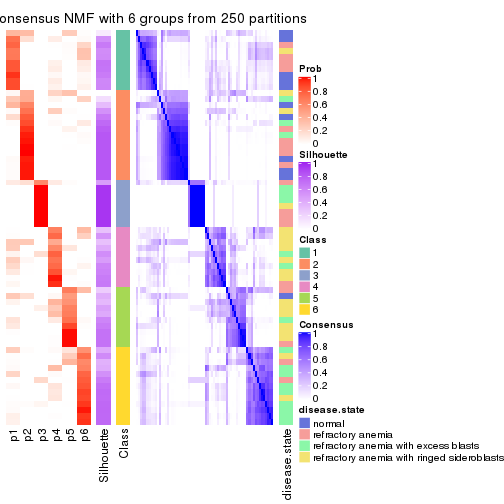 onsensus NMF with 6 groups from 250 partitions
p1
p2
p3
p4
p5
p6
Silhouette
Class
disease.state
Prob
1
0.8
0.6
0.4
0.2
0
Silhouette
1
0.8
0.6
0.4
0.2
0
Class
1
2
3
4
5
6
Consensus
1
0.8
0.6
0.4
0.2
0
disease.state
normal
refractory anemia
refractory anemia with excess blasts
refractory anemia with ringed sideroblasts